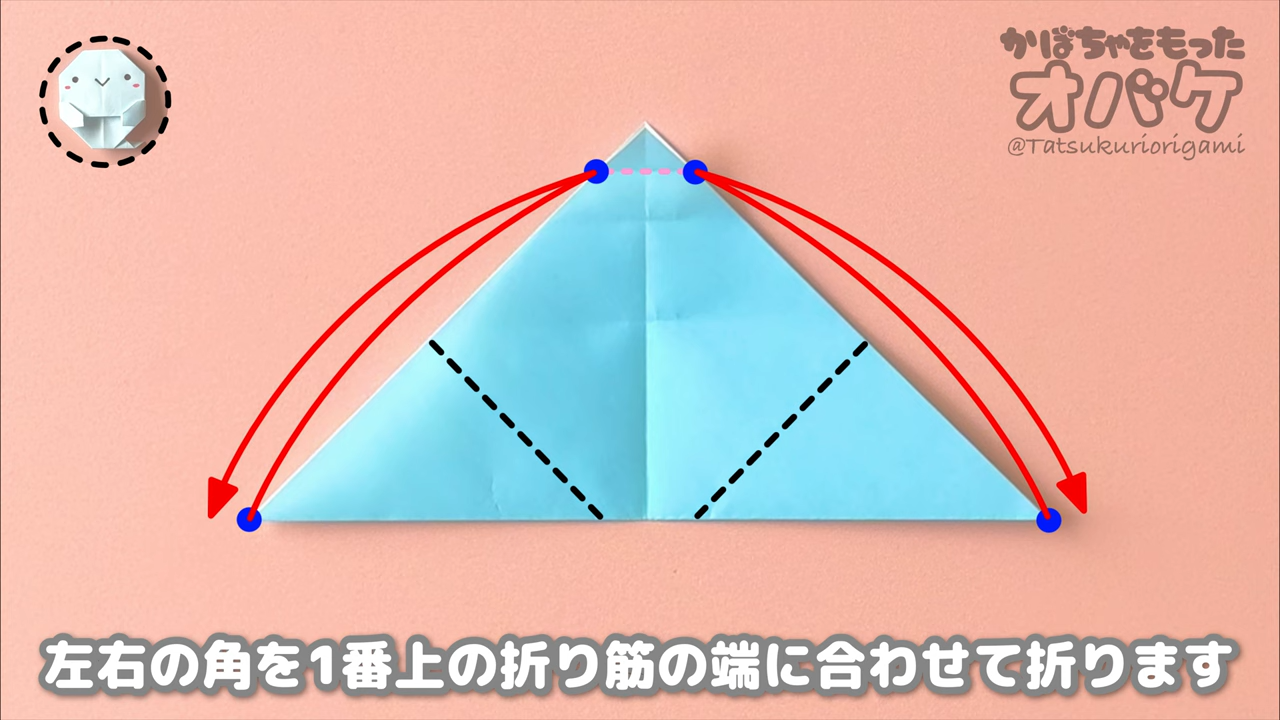 かぼちゃをもった
オバケ
@Tatsukuriorigami
左右の角を1番上の折り筋の端に合わせて折ります